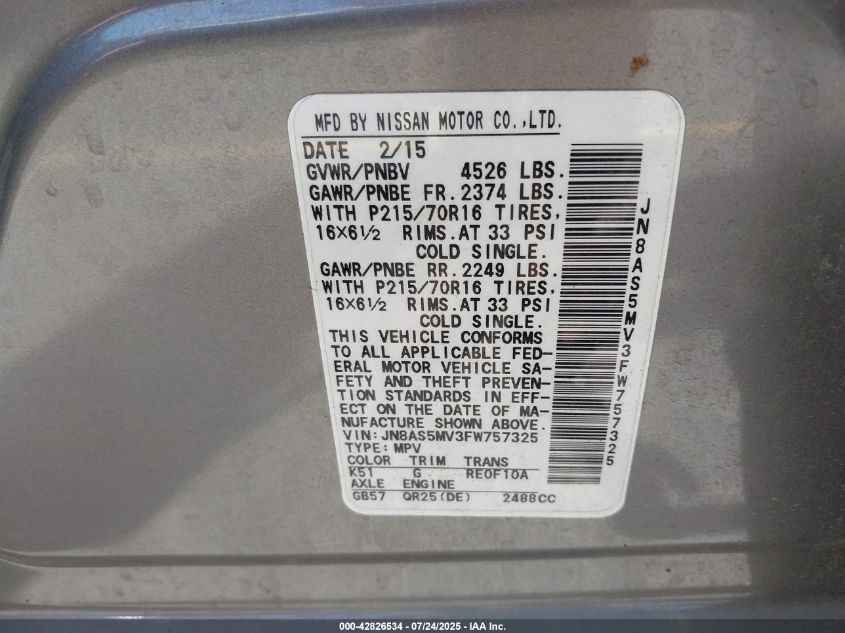 MFD BY NISSAN MOTOR CO.,LTD.
DATE 2/15
GVWR/PNBV 4526 LBS.
GAWR/PNBE FR.2374 LBS.
WITH P215/70R16 TIRES,
16×6½ RIMS.AT 33 PSI
COLD SINGLE.
GAWR/PNBE RR.2249 LBS.
WITH P215/70R16 TIRES,
16×6½ RIMS.AT 33 PSI
COLD SINGLE.
THIS VEHICLE CONFORMS
TO ALL APPLICABLE FED-
ERAL MOTOR VEHICLE SA-
FETY AND THEFT PREVEN-
TION STANDARDS IN EFF-
ECT ON THE DATE OF MA-
NUFACTURE SHOWN ABOVE.
VIN:JN8AS5MV3FW757325
TYPE:MPV
COLOR TRIM TRANS
K51 G RE0F10A
AXLE ENGINE
GB57 QR25(DE) 2488CC
JN8AS5MV3FW757325
000-42826534 - 07/24/2025 - IAA Inc.